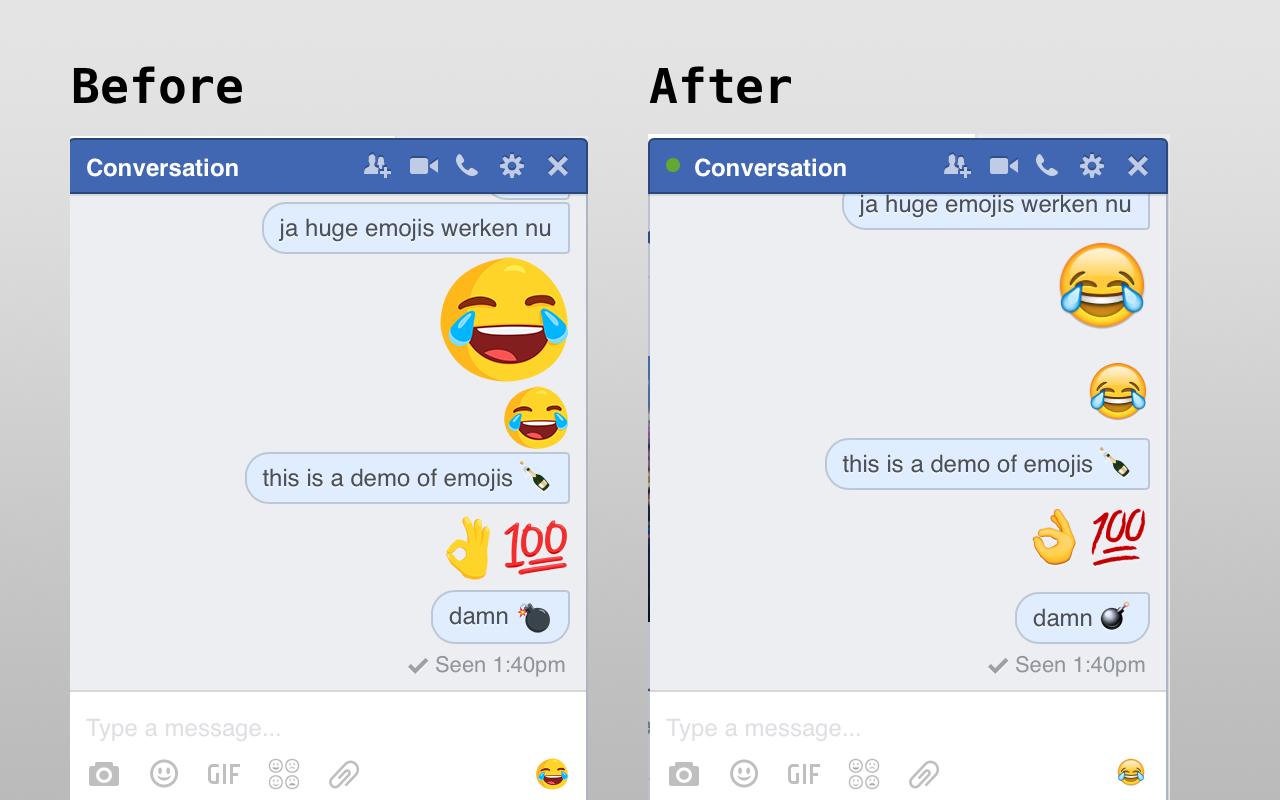 Before
After
Conversation
ja huge emojis werken nu
this is a demo of emojis
100
damn
Seen 1:40pm
Type a message...
GIF
Conversation
ja huge emojis werken nu
this is a demo of emojis
100
damn
Seen 1:40pm
Type a message...
GIF